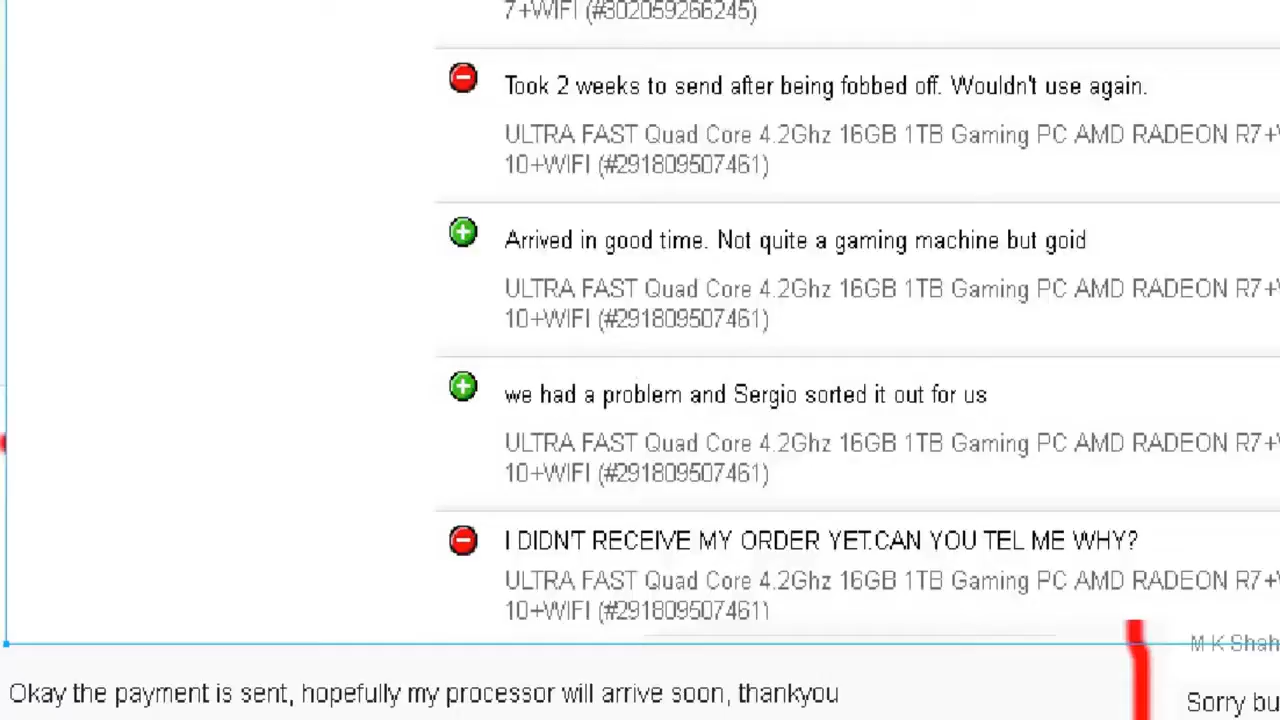 7+WIFI (#302059266245)
Took 2 weeks to send after being fobbed off. Wouldn't use again.
ULTRA FAST Quad Core 4.2Ghz 16GB 1TB Gaming PC AMD RADEON R7+
10+WIFI (#291809507461)
Arrived in good time. Not quite a gaming machine but goid
ULTRA FAST Quad Core 4.2Ghz 16GB 1TB Gaming PC AMD RADEON R7+
10+WIFI (#291809507461)
we had a problem and Sergio sorted it out for us
ULTRA FAST Quad Core 4.2Ghz 16GB 1TB Gaming PC AMD RADEON R7+
10+WIFI (#291809507461)
I DIDN'T RECEIVE MY ORDER YET.CAN YOU TEL ME WHY?
ULTRA FAST Quad Core 4.2Ghz 16GB 1TB Gaming PC AMD RADEON R7+
10+WIFI (#291809507461)
M K Shah
Okay the payment is sent, hopefully my processor will arrive soon, thankyou
Sorry bu